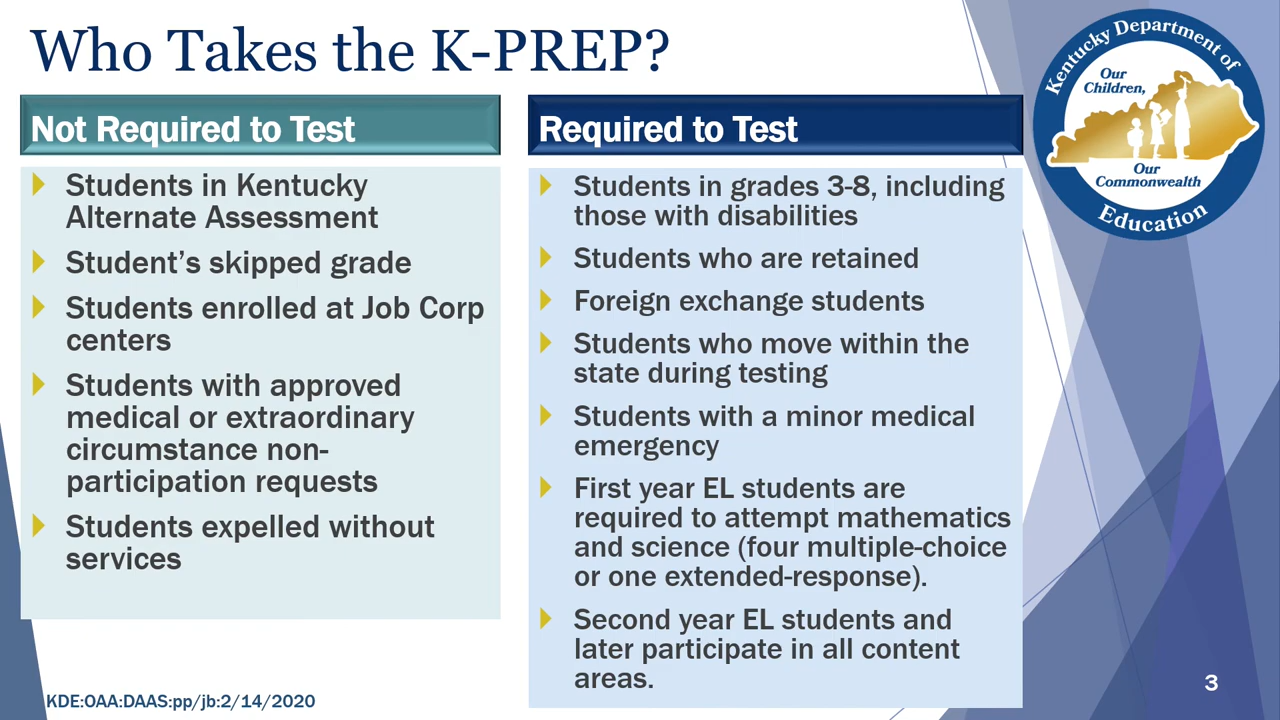 Who Takes the K-PREP?
Not Required to Test
Students in Kentucky
Alternate Assessment
Student’s skipped grade
Students enrolled at Job Corp
centers
Students with approved
medical or extraordinary
circumstance non-
participation requests
Students expelled without
services
Required to Test
Students in grades 3-8, including
those with disabilities
Students who are retained
Foreign exchange students
Students who move within the
state during testing
Students with a minor medical
emergency
First year EL students are
required to attempt mathematics
and science (four multiple-choice
or one extended-response).
Second year EL students and
later participate in all content
areas.
Kentucky Department of
Our
Children,
Our
Commonwealth
Education
KDE:OAA:DAAS:pp/jb:2/14/2020
3